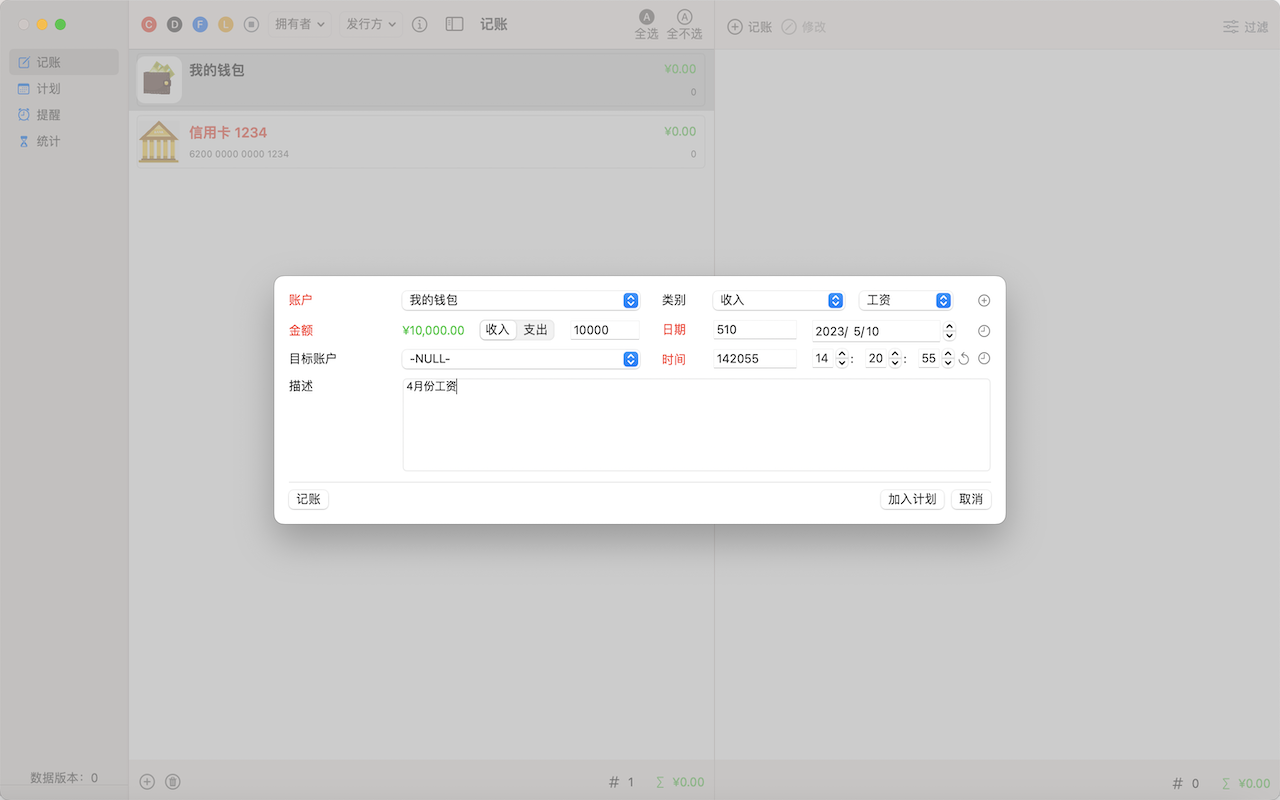 C D F L 拥有者 发行方 记账
A 全选 A 全不选
记账 修改 过滤
记账
计划
提醒
统计
我的钱包 ¥0.00
0
信用卡 1234 ¥0.00
6200 0000 0000 1234 0
账户 我的钱包 类别 收入 工资
金额 ¥10,000.00 收入 支出 10000 日期 510 2023/ 5/10
目标账户 -NULL- 时间 142055 14 : 20 : 55
描述 4月份工资
记账 加入计划 取消
数据版本: 0
# 1 Σ ¥0.00
# 0 Σ ¥0.00